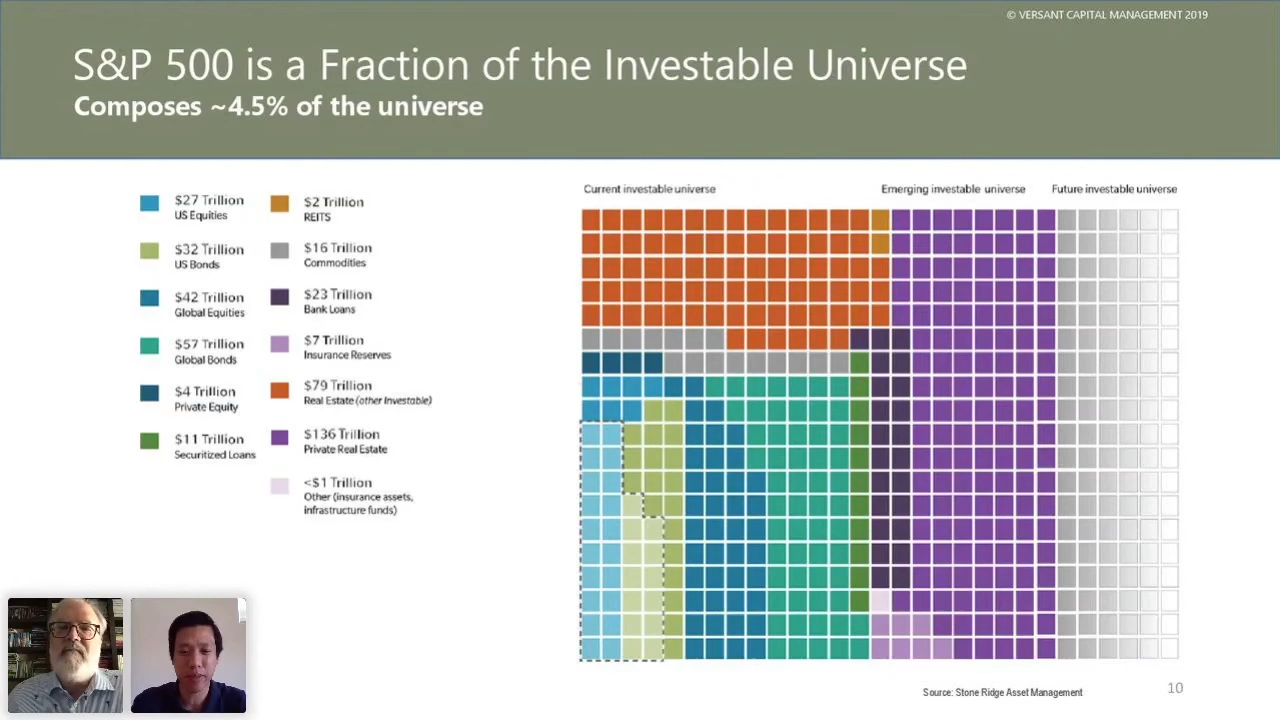 © VERSANT CAPITAL MANAGEMENT 2019
S&P 500 is a Fraction of the Investable Universe
Composes ~4.5% of the universe
$27 Trillion
US Equities
$32 Trillion
US Bonds
$42 Trillion
Global Equities
$57 Trillion
Global Bonds
$4 Trillion
Private Equity
$11 Trillion
Securitized Loans
$2 Trillion
REITS
$16 Trillion
Commodities
$23 Trillion
Bank Loans
$7 Trillion
Insurance Reserves
$79 Trillion
Real Estate (other Investable)
$136 Trillion
Private Real Estate
<$1 Trillion
Other (insurance assets,
infrastructure funds)
Current investable universe
Emerging investable universe
Future investable universe
Source: Stone Ridge Asset Management
10